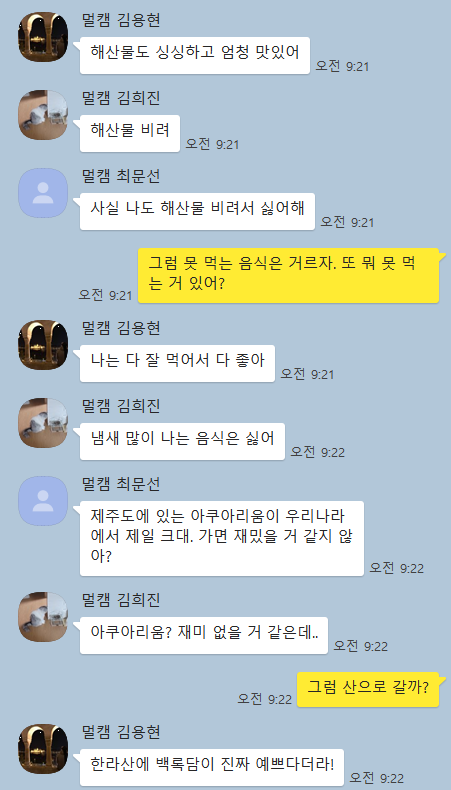 멀캠 김용현
해산물도 싱싱하고 엄청 맛있어
오전 9:21
멀캠 김희진
해산물 비려
오전 9:21
멀캠 최문선
사실 나도 해산물 비려서 싫어해
오전 9:21
그럼 못 먹는 음식은 거르자. 또 뭐 못 먹
는 거 있어?
오전 9:21
멀캠 김용현
나는 다 잘 먹어서 다 좋아
오전 9:21
멀캠 김희진
냄새 많이 나는 음식은 싫어
오전 9:22
멀캠 최문선
제주도에 있는 아쿠아리움이 우리나라
에서 제일 크대. 가면 재밌을 거 같지 않
아?
오전 9:22
멀캠 김희진
아쿠아리움? 재미 없을 거 같은데..
오전 9:22
그럼 산으로 갈까?
오전 9:22
멀캠 김용현
한라산에 백록담이 진짜 예쁘다더라!
오전 9:22